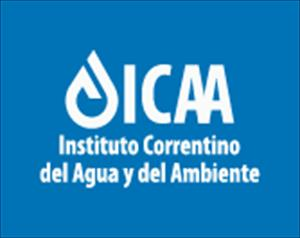 ICAA
Instituto Correntino
del Agua y del Ambiente